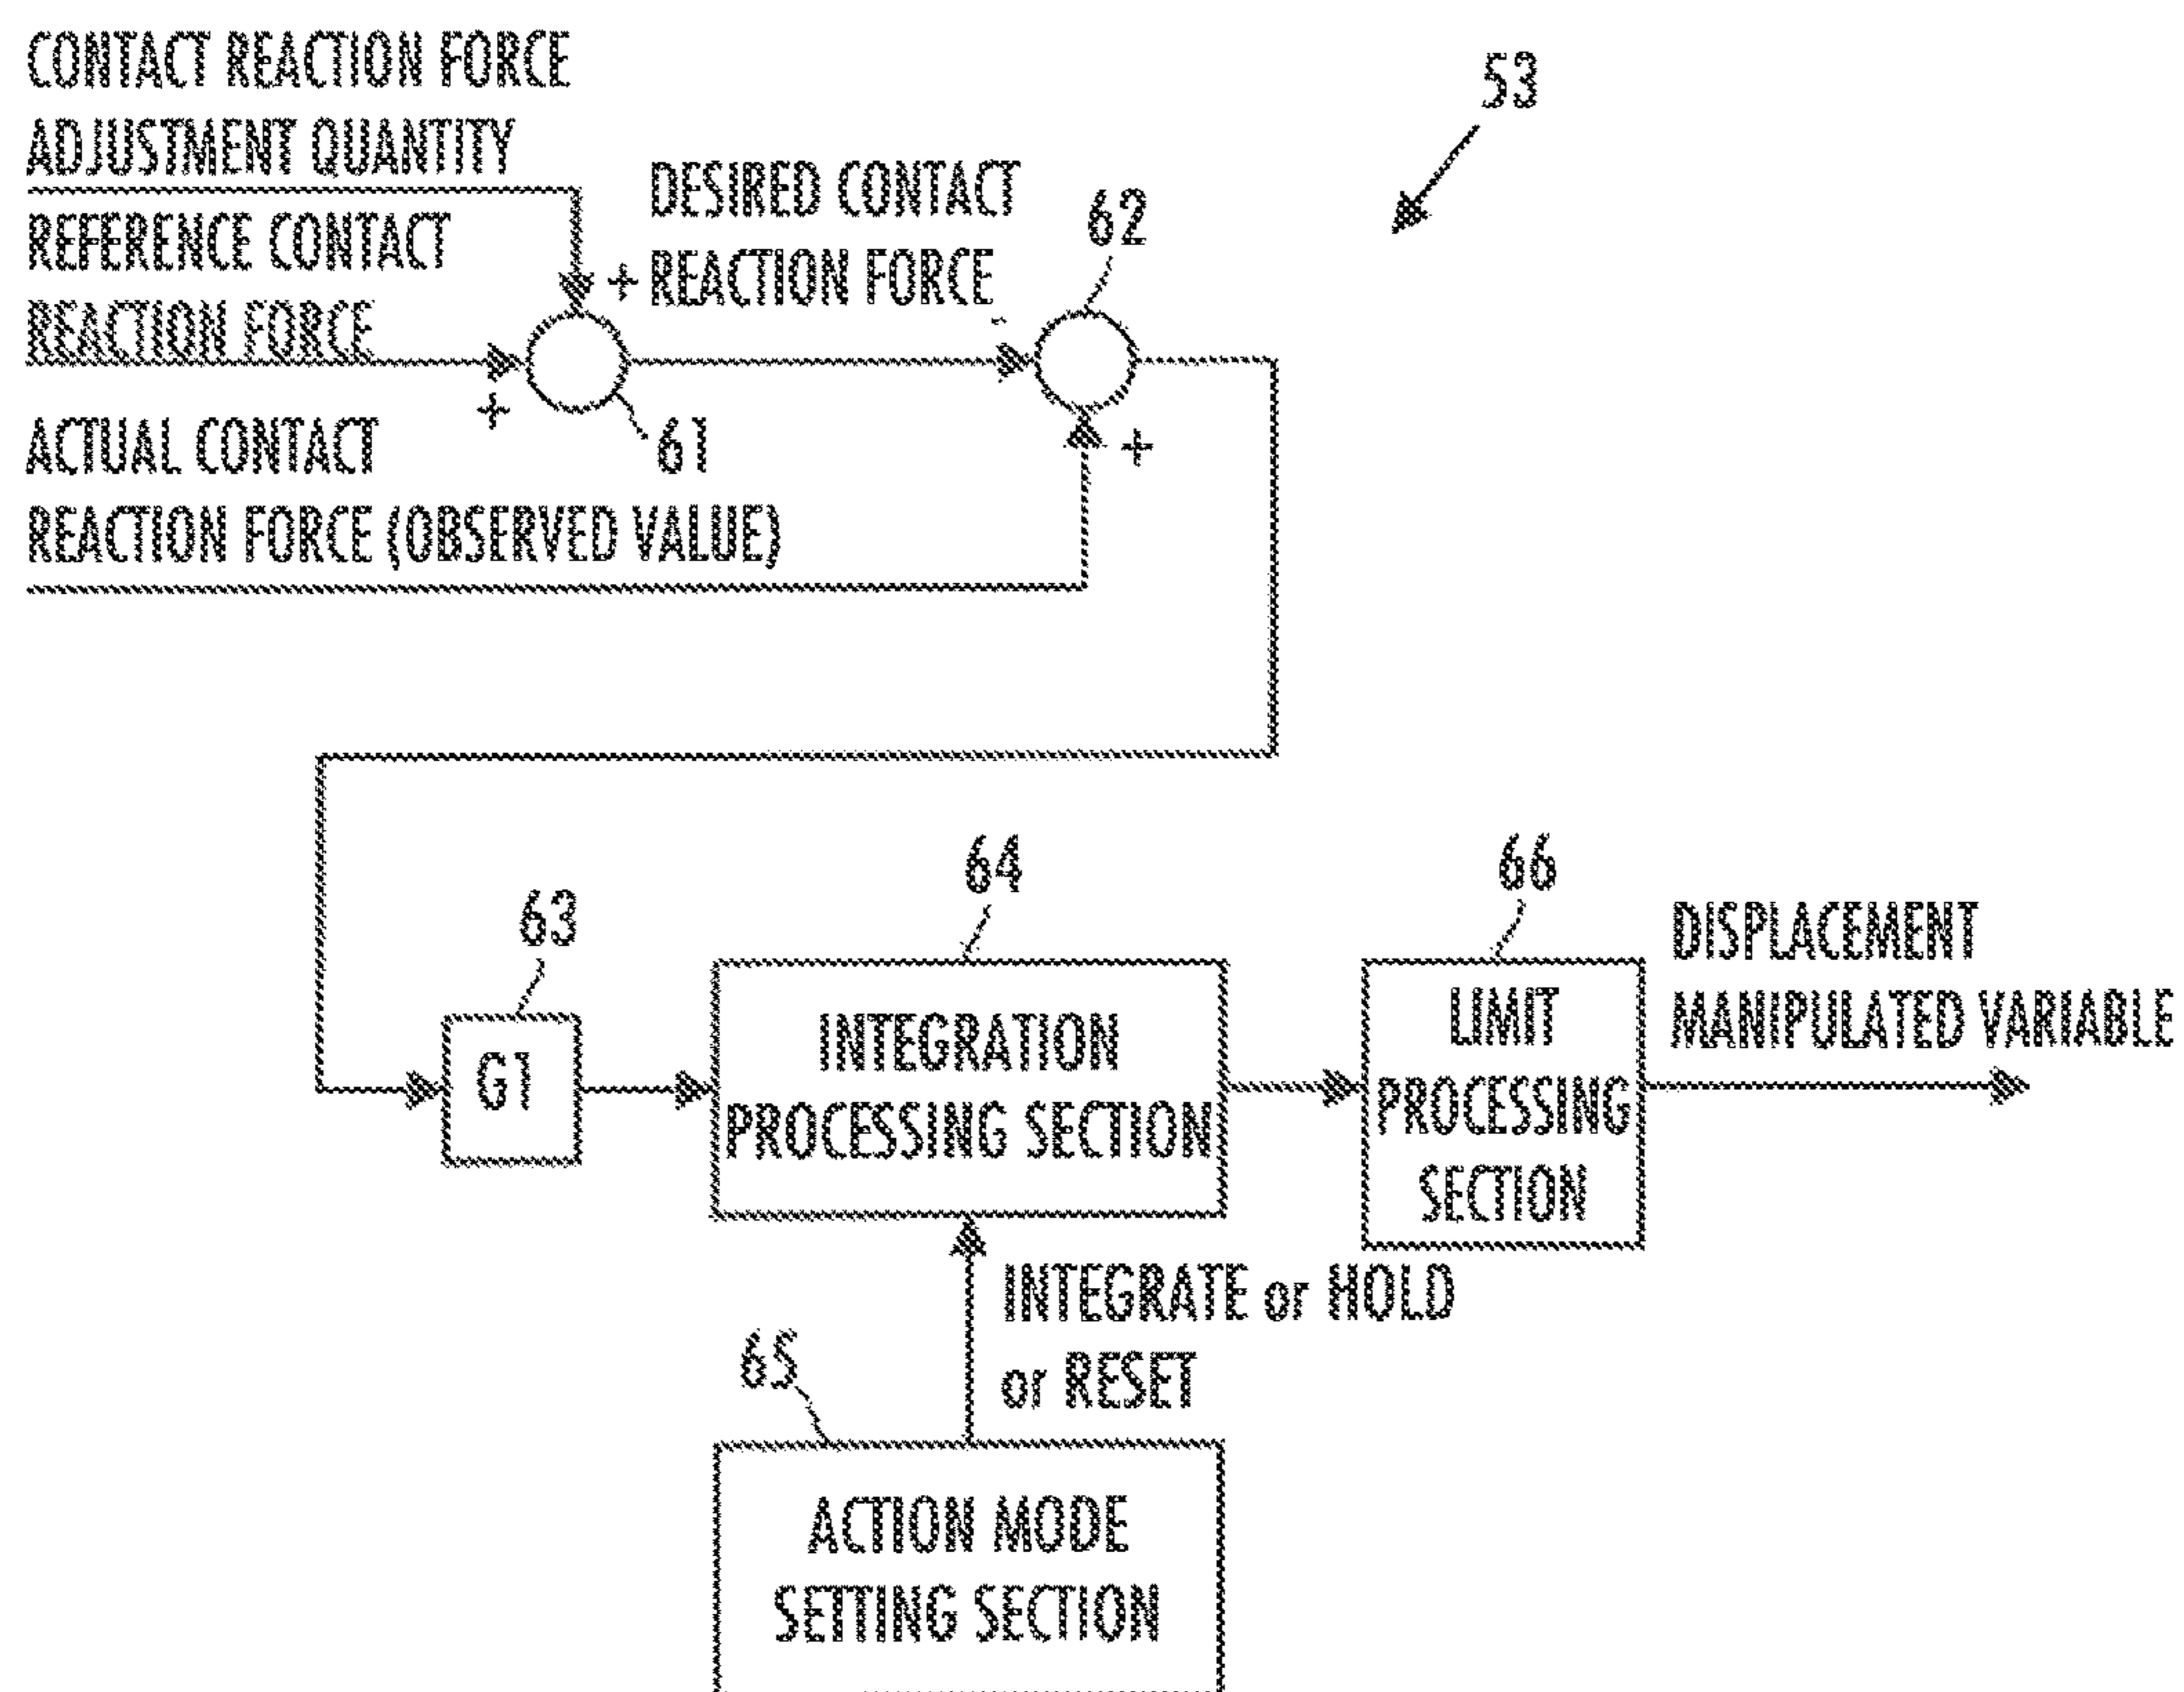 CONTACT REACTION FORCE
ADJUSTMENT QUANTITY
REFERENCE CONTACT
REACTION FORCE
+
+
DESIRED CONTACT
REACTION FORCE
-
62
53
61
+
ACTUAL CONTACT
REACTION FORCE (OBSERVED VALUE)
63
G1
64
INTEGRATION
PROCESSING SECTION
66
LIMIT
PROCESSING
SECTION
DISPLACEMENT
MANIPULATED VARIABLE
INTEGRATE or HOLD
or RESET
65
ACTION MODE
SETTING SECTION